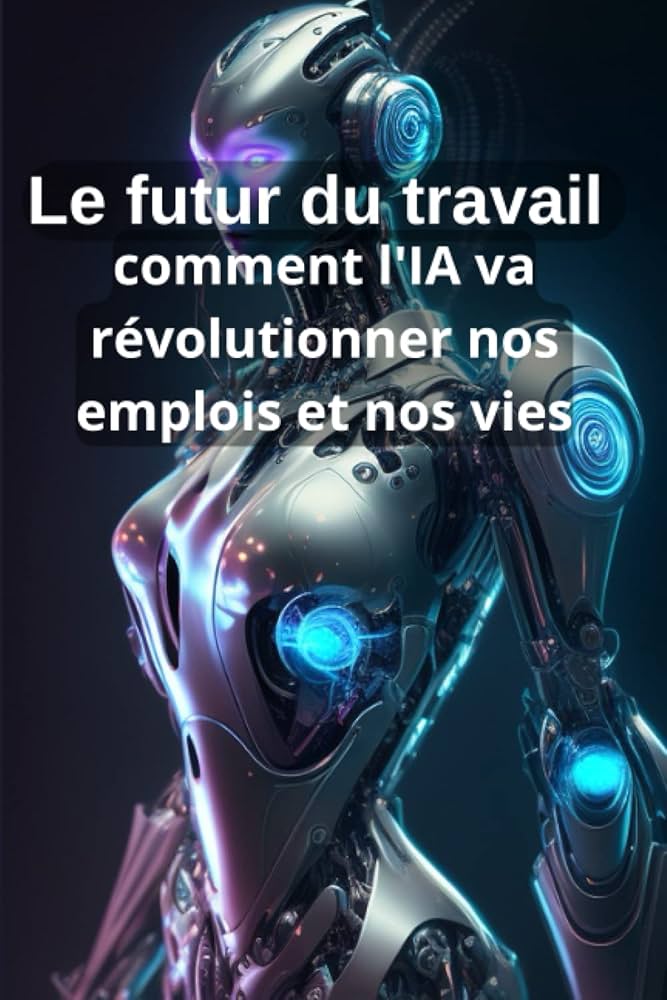 Le futur du travail
comment l'IA va
révolutionner nos
emplois et nos vies